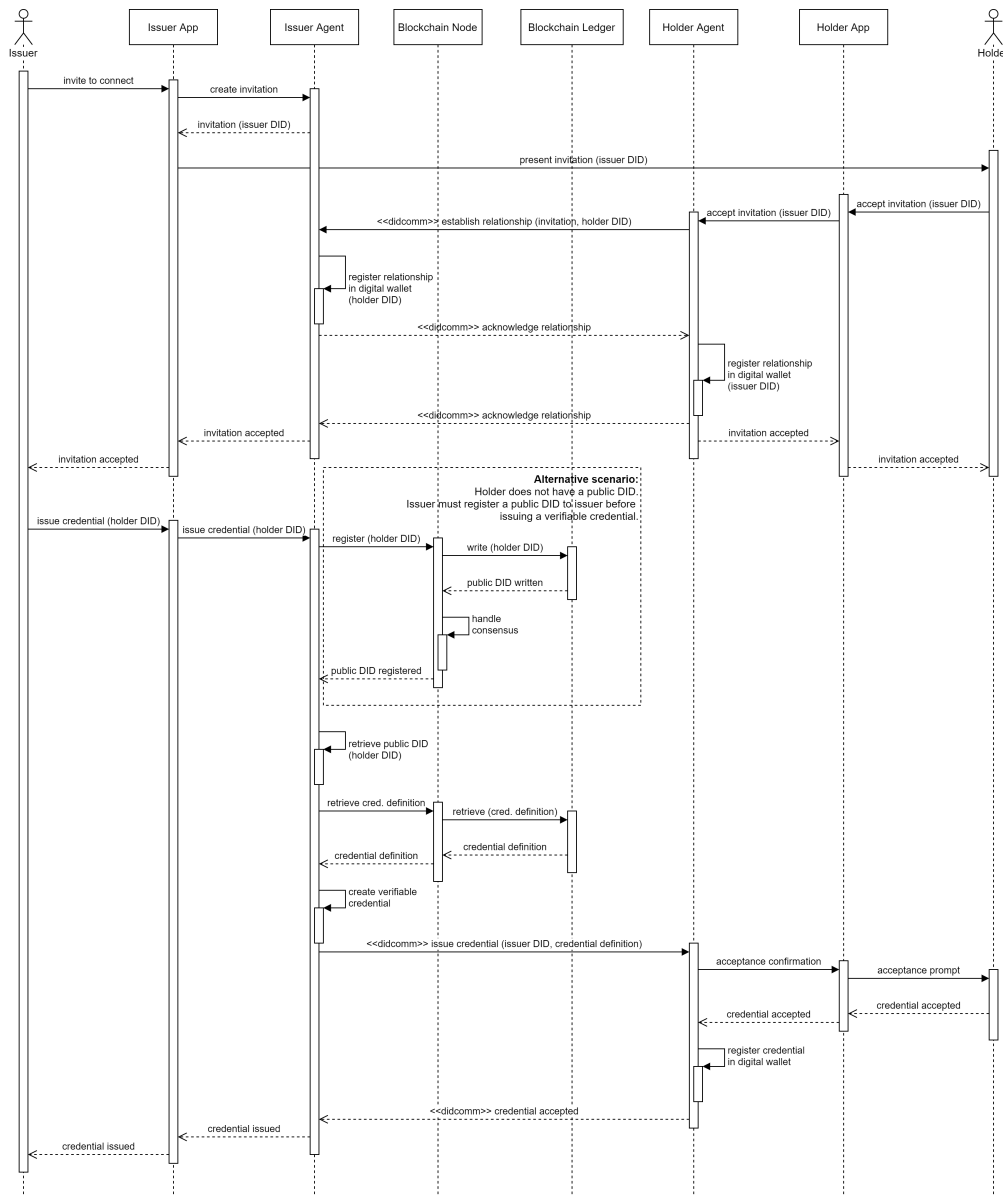 Issuer App
Issuer Agent
Blockchain Node
Blockchain Ledger
Holder Agent
Holder App
Issuer
Holde
invite to connect
create invitation
invitation (issuer DID)
present invitation (issuer DID)
accept invitation (issuer DID)
accept invitation (issuer DID)
<<didcomm>> establish relationship (invitation, holder DID)
register relationship
in digital wallet
(holder DID)
<<didcomm>> acknowledge relationship
register relationship
in digital wallet
(issuer DID)
<<didcomm>> acknowledge relationship
invitation accepted
invitation accepted
invitation accepted
invitation accepted
Alternative scenario:
Holder does not have a public DID.
Issuer must register a public DID to issuer before
issuing a verifiable credential.
issue credential (holder DID)
issue credential (holder DID)
register (holder DID)
write (holder DID)
public DID written
handle
consensus
public DID registered
retrieve public DID
(holder DID)
retrieve cred. definition
retrieve (cred. definition)
credential definition
credential definition
create verifiable
credential
<<didcomm>> issue credential (issuer DID, credential definition)
acceptance confirmation
acceptance prompt
credential accepted
credential accepted
register credential
in digital wallet
<<didcomm>> credential accepted
credential issued
credential issued